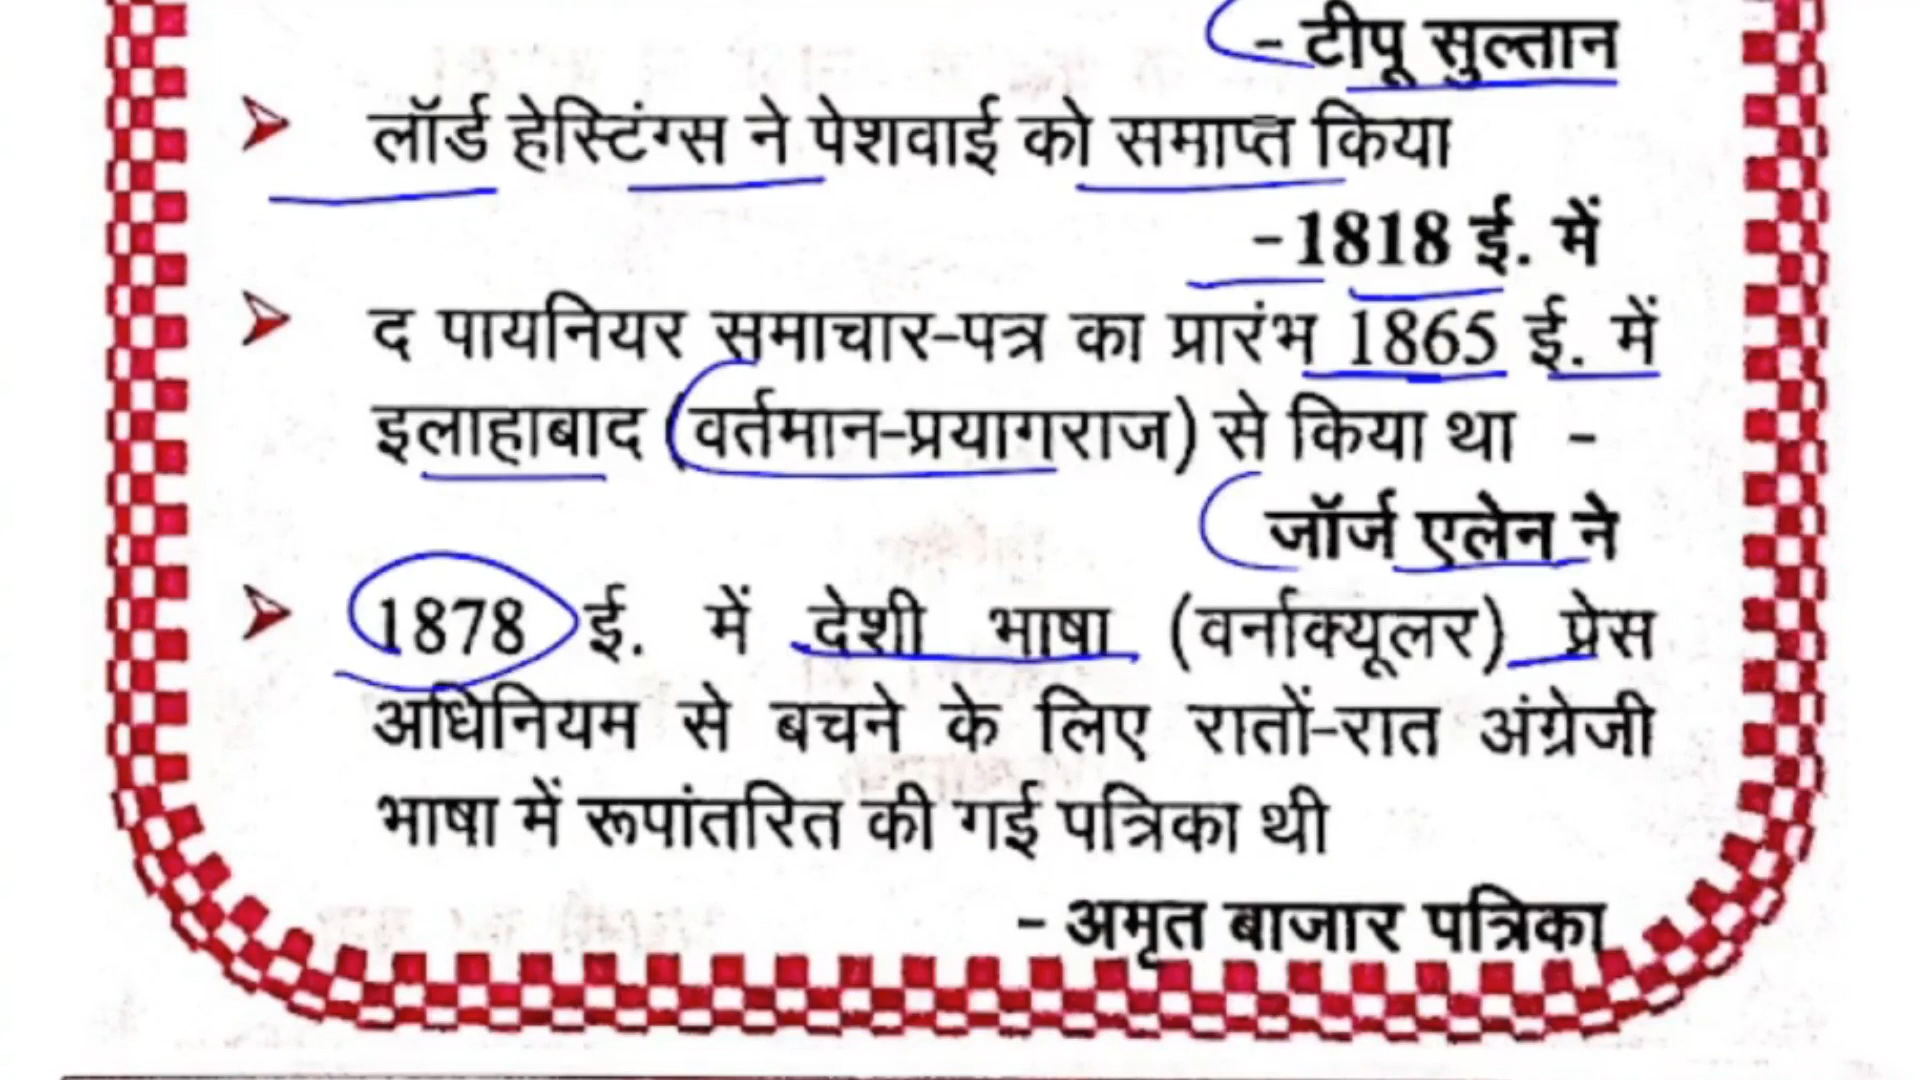 - टीपू सुल्तान
लॉर्ड हेस्टिंग्स ने पेशवाई को समाप्त किया
- 1818 ई. में
द पायनियर समाचार-पत्र का प्रारंभ 1865 ई. में
इलाहाबाद (वर्तमान-प्रयागराज) से किया था -
जॉर्ज एलेन ने
1878 ई. में देशी भाषा (वर्नाक्यूलर) प्रेस
अधिनियम से बचने के लिए रातों-रात अंग्रेजी
भाषा में रूपांतरित की गई पत्रिका थी
- अमृत बाजार पत्रिका